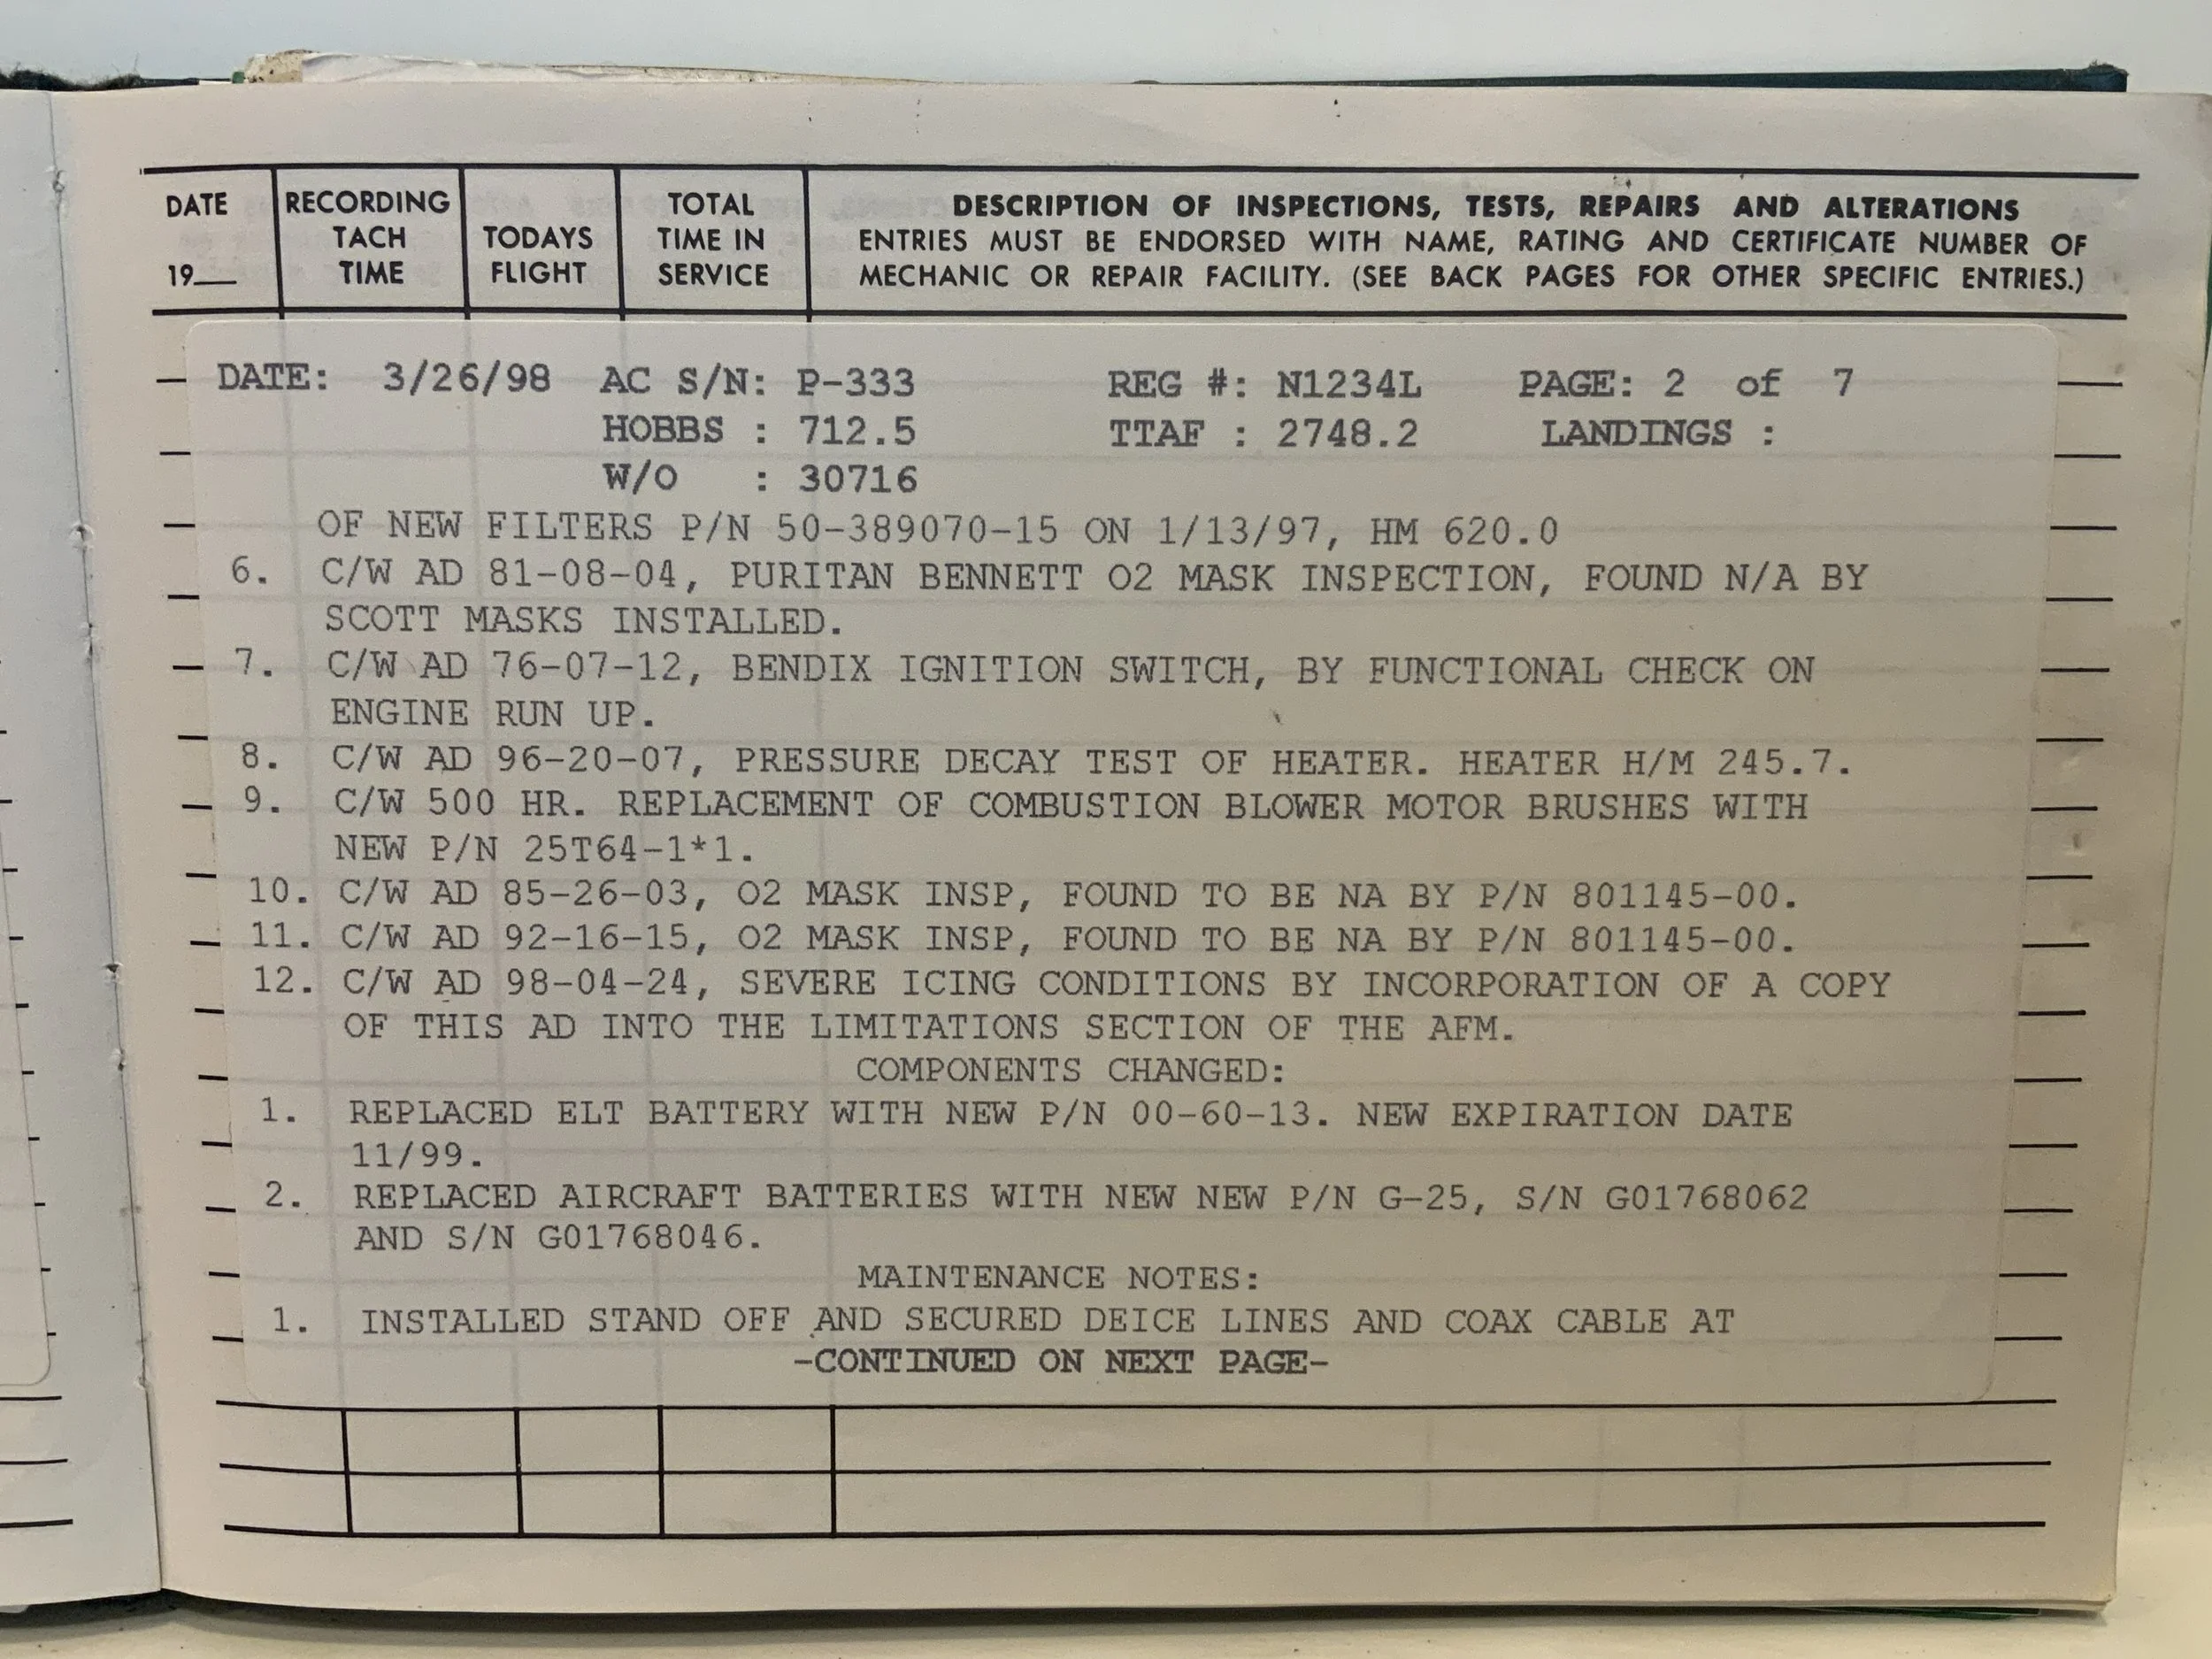 DATE RECORDING TODAYS TOTAL DESCRIPTION OF INSPECTIONS, TESTS, REPAIRS AND ALTERATIONS
TACH FLIGHT TIME IN ENTRIES MUST BE ENDORSED WITH NAME, RATING AND CERTIFICATE NUMBER OF
19__ TIME SERVICE MECHANIC OR REPAIR FACILITY. (SEE BACK PAGES FOR OTHER SPECIFIC ENTRIES.)
DATE: 3/26/98 AC S/N: P-333 REG #: N1234L PAGE: 2 of 7
HOBBS : 712.5 TTAF : 2748.2 LANDINGS :
W/O : 30716
OF NEW FILTERS P/N 50-389070-15 ON 1/13/97, HM 620.0
6. C/W AD 81-08-04, PURITAN BENNETT O2 MASK INSPECTION, FOUND N/A BY
SCOTT MASKS INSTALLED.
7. C/W AD 76-07-12, BENDIX IGNITION SWITCH, BY FUNCTIONAL CHECK ON
ENGINE RUN UP.
8. C/W AD 96-20-07, PRESSURE DECAY TEST OF HEATER. HEATER H/M 245.7.
9. C/W 500 HR. REPLACEMENT OF COMBUSTION BLOWER MOTOR BRUSHES WITH
NEW P/N 25T64-1*1.
10. C/W AD 85-26-03, O2 MASK INSP, FOUND TO BE NA BY P/N 801145-00.
11. C/W AD 92-16-15, O2 MASK INSP, FOUND TO BE NA BY P/N 801145-00.
12. C/W AD 98-04-24, SEVERE ICING CONDITIONS BY INCORPORATION OF A COPY
OF THIS AD INTO THE LIMITATIONS SECTION OF THE AFM.
COMPONENTS CHANGED:
1. REPLACED ELT BATTERY WITH NEW P/N 00-60-13. NEW EXPIRATION DATE
11/99.
2. REPLACED AIRCRAFT BATTERIES WITH NEW NEW P/N G-25, S/N G01768062
AND S/N G01768046.
MAINTENANCE NOTES:
1. INSTALLED STAND OFF AND SECURED DEICE LINES AND COAX CABLE AT
-CONTINUED ON NEXT PAGE-